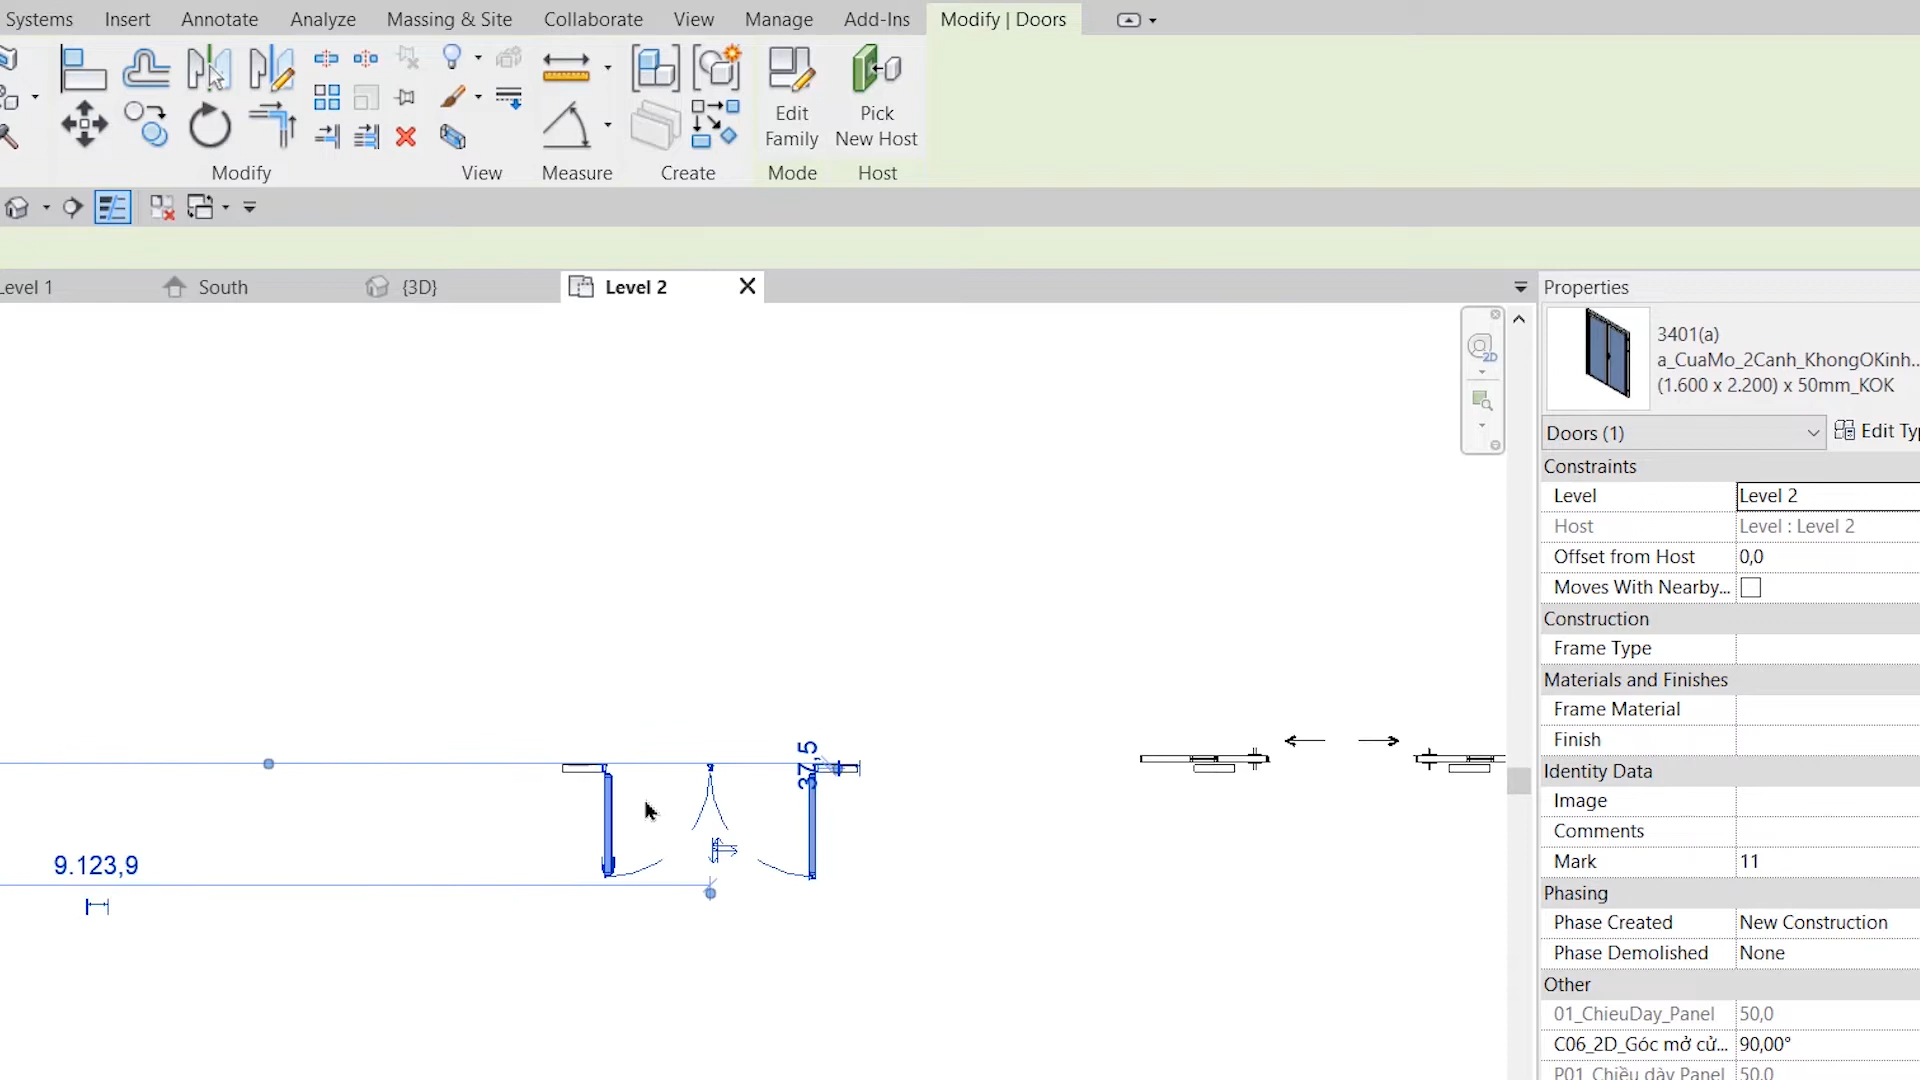 Systems Insert Annotate Analyze Massing & Site Collaborate View Manage Add-Ins Modify | Doors
Edit Family
Pick New Host
Modify View Measure Create Mode Host
Level 1 South {3D} Level 2
2D
Properties
3401(a)
a_CuaMo_2Canh_KhongOKinh...
(1.600 x 2.200) x 50mm_KOK
Doors (1) Edit Typ
Constraints
Level Level 2
Host Level : Level 2
Offset from Host 0,0
Moves With Nearby...
Construction
Frame Type
Materials and Finishes
Frame Material
Finish
Identity Data
Image
Comments
Mark 11
Phasing
Phase Created New Construction
Phase Demolished None
Other
01_ChieuDay_Panel 50,0
C06_2D_Góc mở cử... 90,00°
P01 Chiều dày Panel 50,0
37,5
9.123,9